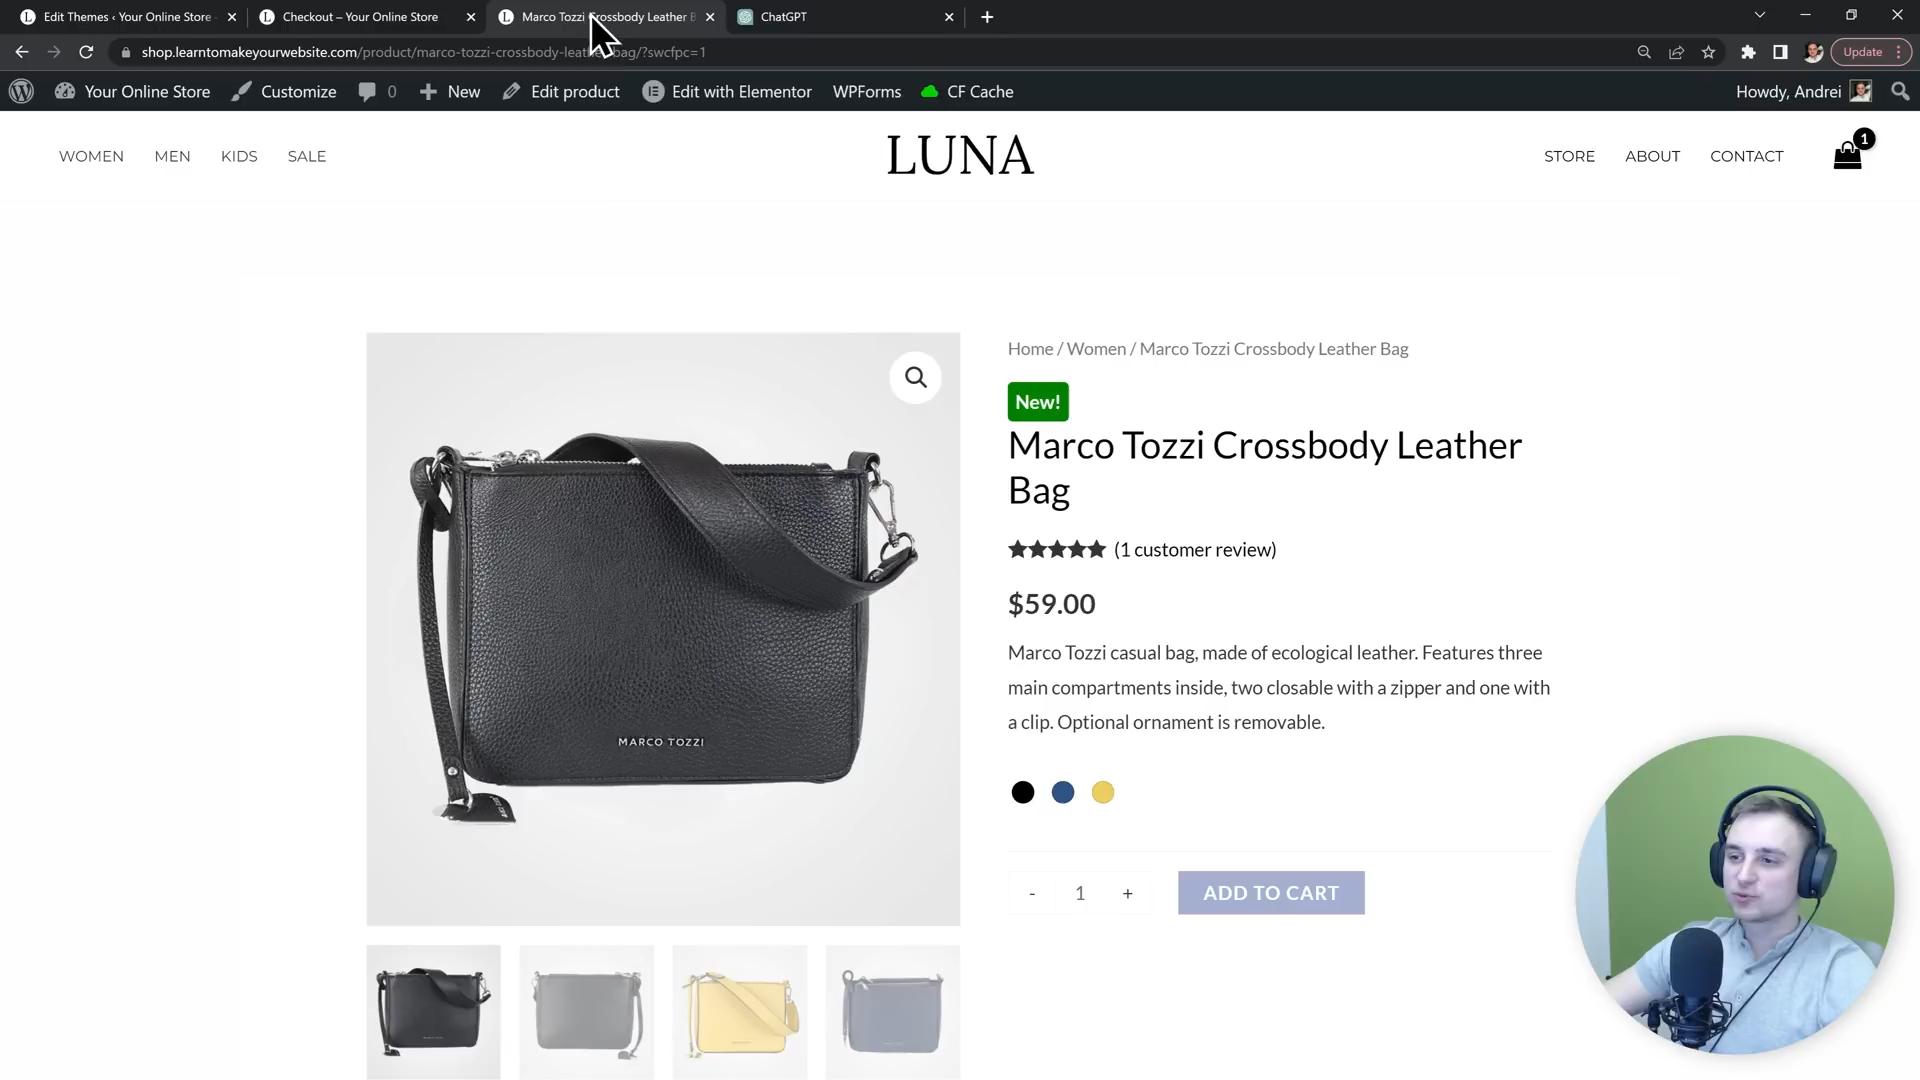 Edit Themes ‹ Your Online Store
Checkout – Your Online Store
Marco Tozzi Crossbody Leather B
ChatGPT
shop.learntomakeyourwebsite.com/product/marco-tozzi-crossbody-leather-bag/?swcfpc=1
Update
Your Online Store
Customize
0
New
Edit product
Edit with Elementor
WPForms
CF Cache
Howdy, Andrei
WOMEN
MEN
KIDS
SALE
LUNA
STORE
ABOUT
CONTACT
1
Home / Women / Marco Tozzi Crossbody Leather Bag
New!
Marco Tozzi Crossbody Leather
Bag
(1 customer review)
$59.00
Marco Tozzi casual bag, made of ecological leather. Features three
main compartments inside, two closable with a zipper and one with
a clip. Optional ornament is removable.
- 1 +
ADD TO CART
MARCO TOZZI